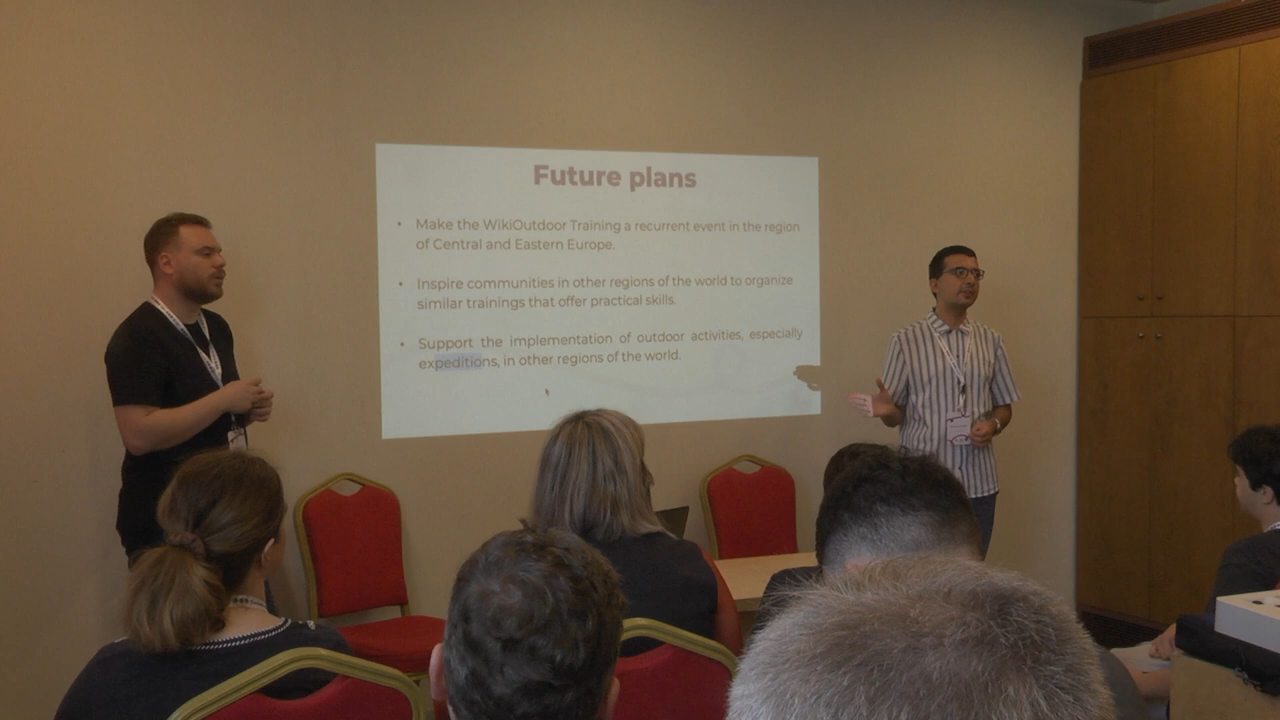 Future plans
• Make the WikiOutdoor Training a recurrent event in the region
of Central and Eastern Europe.
• Inspire communities in other regions of the world to organize
similar trainings that offer practical skills.
• Support the implementation of outdoor activities, especially
expeditions, in other regions of the world.